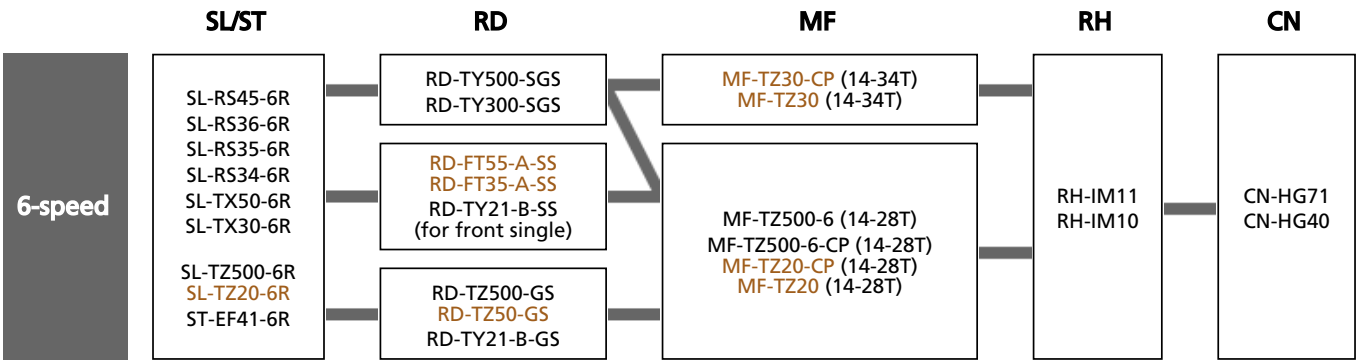 SL/ST
RD
MF
RH
CN
6-speed
SL-RS45-6R
SL-RS36-6R
SL-RS35-6R
SL-RS34-6R
SL-TX50-6R
SL-TX30-6R
SL-TZ500-6R
SL-TZ20-6R
ST-EF41-6R
RD-TY500-SGS
RD-TY300-SGS
RD-FT55-A-SS
RD-FT35-A-SS
RD-TY21-B-SS
(for front single)
RD-TZ500-GS
RD-TZ50-GS
RD-TY21-B-GS
MF-TZ30-CP (14-34T)
MF-TZ30 (14-34T)
MF-TZ500-6 (14-28T)
MF-TZ500-6-CP (14-28T)
MF-TZ20-CP (14-28T)
MF-TZ20 (14-28T)
RH-IM11
RH-IM10
CN-HG71
CN-HG40